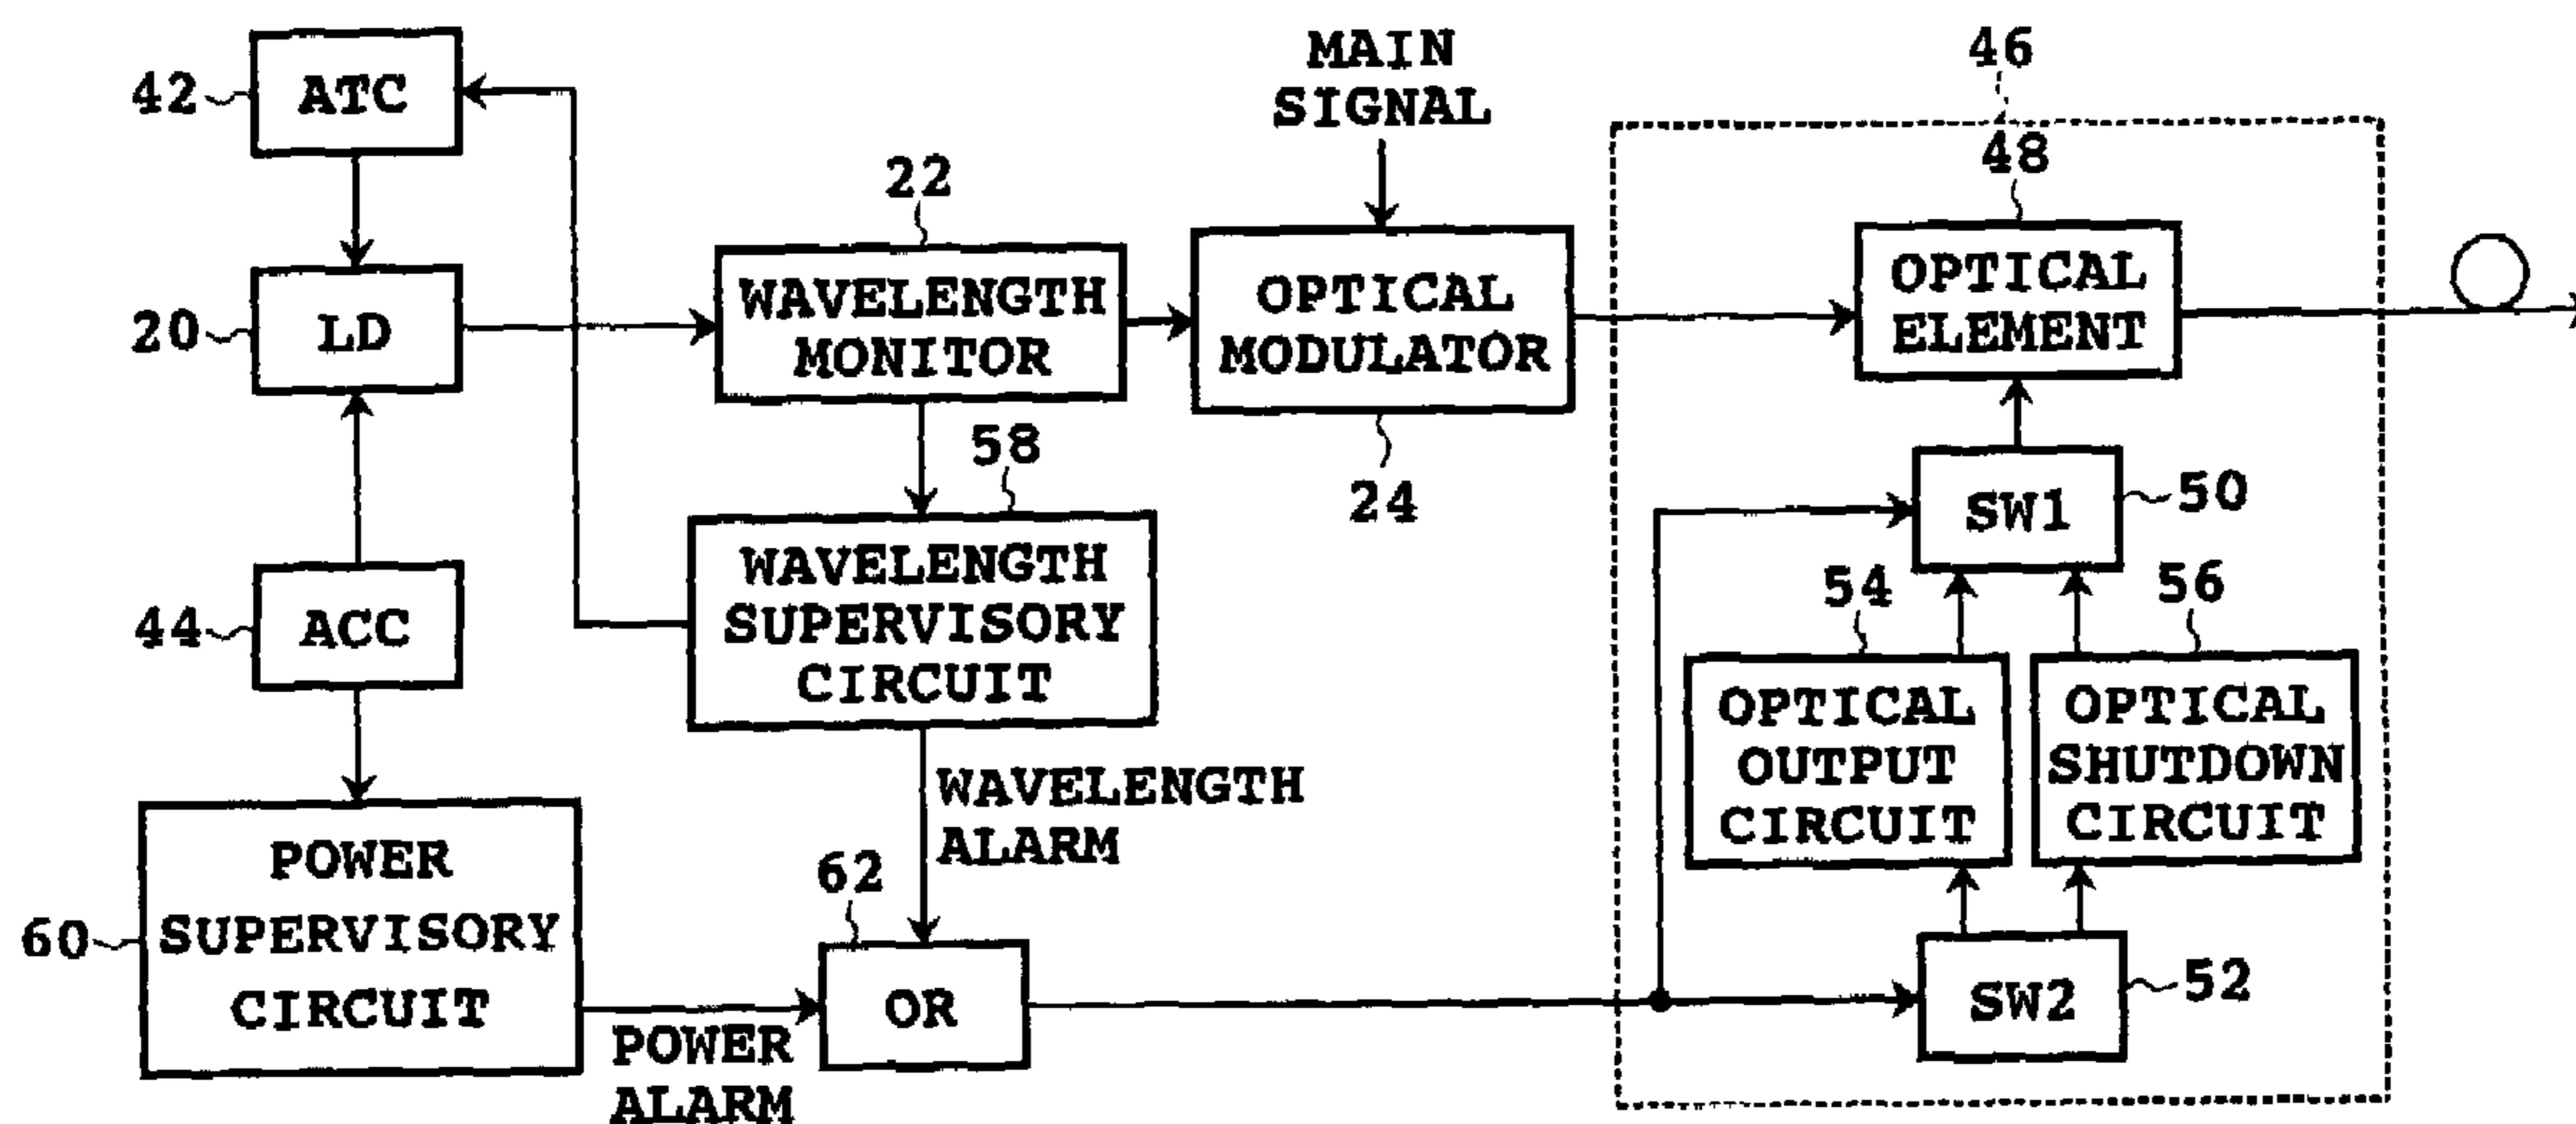 42
ATC
20
LD
44
ACC
60
POWER
SUPERVISORY
CIRCUIT
22
WAVELENGTH
MONITOR
58
WAVELENGTH
SUPERVISORY
CIRCUIT
WAVELENGTH
ALARM
POWER
ALARM
62
OR
MAIN
SIGNAL
OPTICAL
MODULATOR
24
46
48
OPTICAL
ELEMENT
SW1
50
54
OPTICAL
OUTPUT
CIRCUIT
56
OPTICAL
SHUTDOWN
CIRCUIT
SW2
52